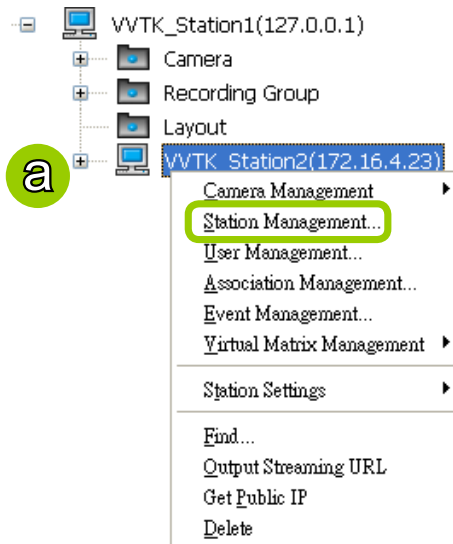 VVTK_Station1(127.0.0.1)
Camera
Recording Group
Layout
a
VVTK_Station2(172.16.4.23)
Camera Management
Station Management...
User Management...
Association Management...
Event Management...
Virtual Matrix Management
Station Settings
Find...
Output Streaming URL
Get Public IP
Delete